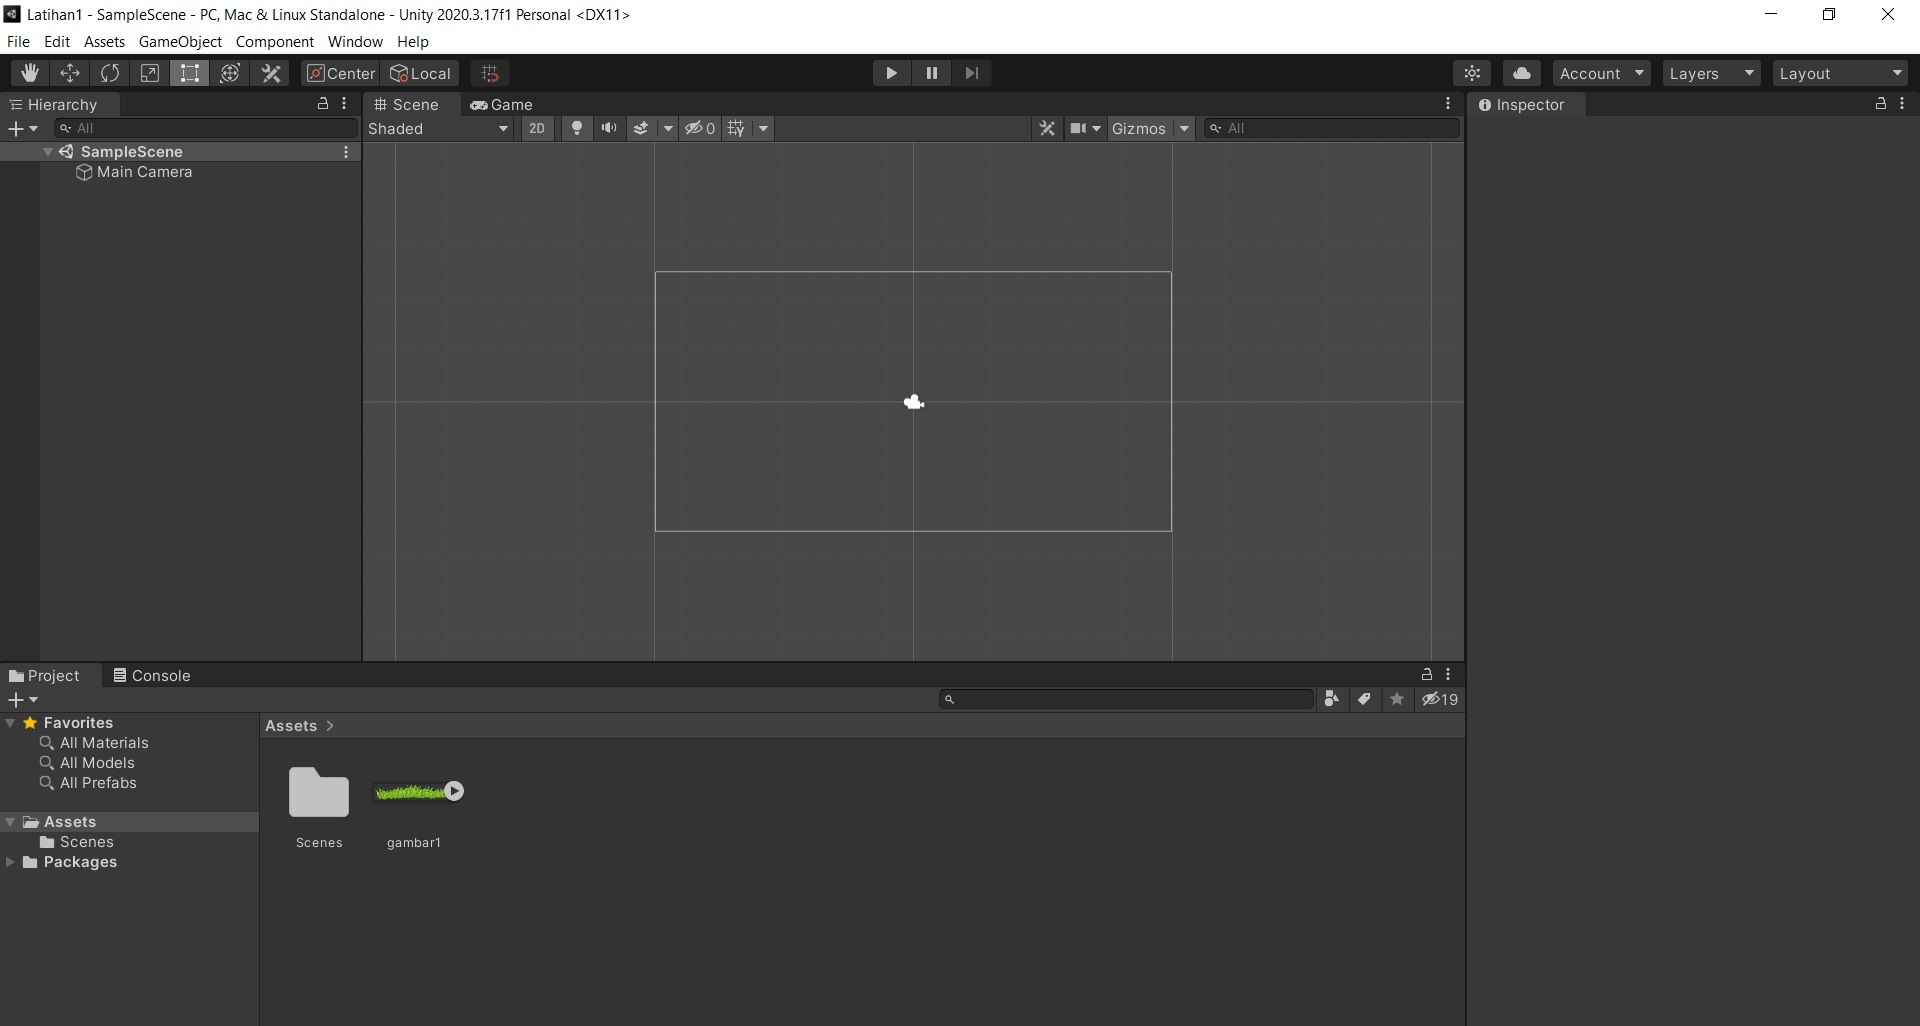 Latihan1 - SampleScene - PC, Mac & Linux Standalone - Unity 2020.3.17f1 Personal <DX11>
File Edit Assets GameObject Component Window Help
Center Local Account Layers Layout
Hierarchy Scene Game Inspector
All Shaded 2D 0 Gizmos All
SampleScene
Main Camera
Project Console
19
Favorites
Assets >
All Materials
All Models
All Prefabs
Assets
Scenes
Packages
Scenes gambar1